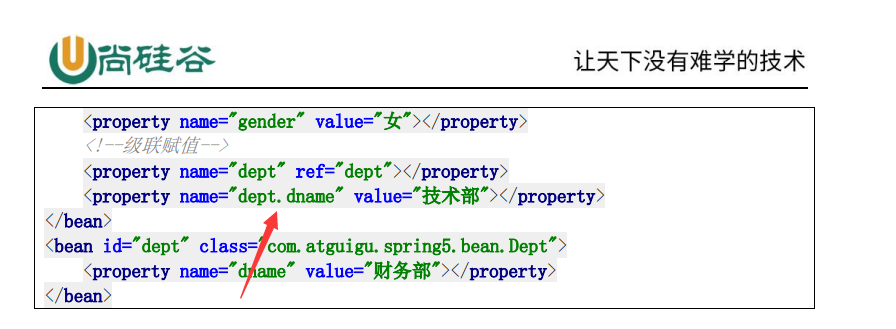 尚硅谷
让天下没有难学的技术
<property name="gender" value="女"></property>
<!--级联赋值-->
<property name="dept" ref="dept"></property>
<property name="dept.dname" value="技术部"></property>
</bean>
<bean id="dept" class="com.atguigu.spring5.bean.Dept">
<property name="dname" value="财务部"></property>
</bean>